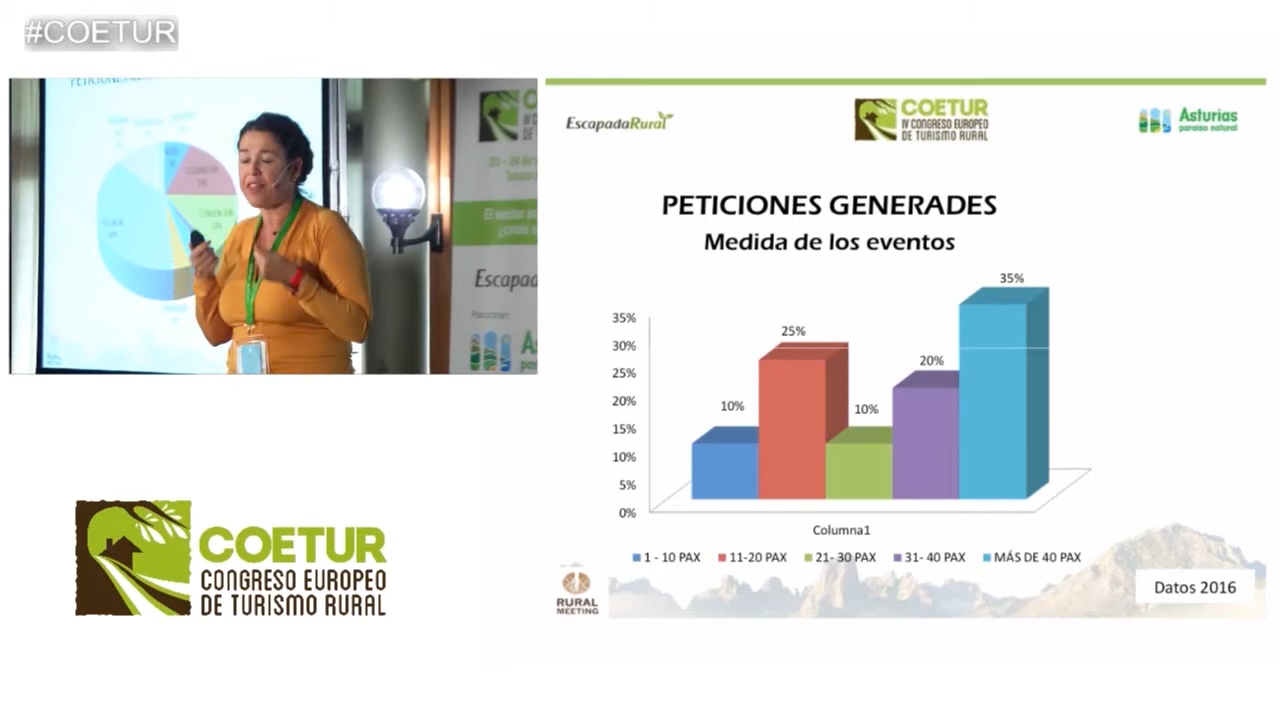 #COETUR
EscapadaRural
COETUR
IV CONGRESO EUROPEO
DE TURISMO RURAL
Asturias
paraíso natural
PETICIONES GENERADES
Medida de los eventos
35%
35%
30%
25%
20%
15%
10%
5%
0%
10%
25%
10%
20%
Columna1
1 - 10 PAX
11-20 PAX
21- 30 PAX
31- 40 PAX
MÁS DE 40 PAX
RURAL
MEETING
Datos 2016
COETUR
CONGRESO EUROPEO
DE TURISMO RURAL